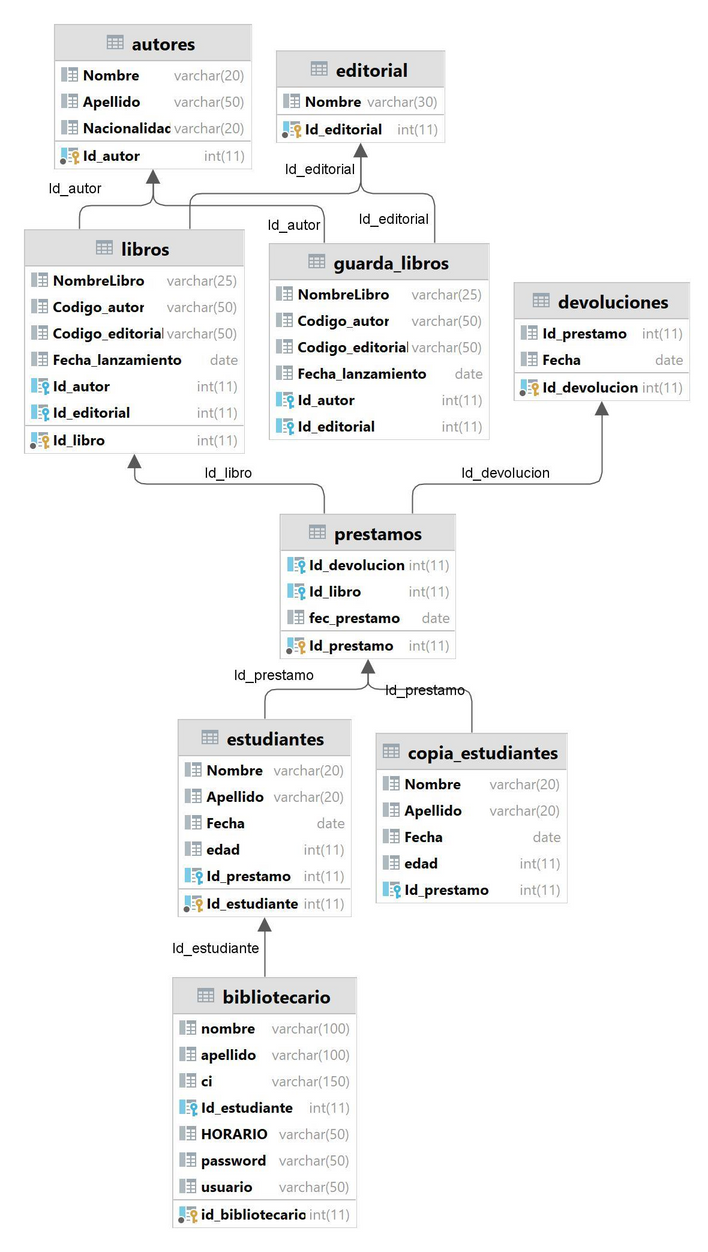 autores
Nombre varchar(20)
Apellido varchar(50)
Nacionalidac varchar(20)
Id_autor int(11)
editorial
Nombre varchar(30)
Id_editorial int(11)
Id_autor
Id_editorial
Id_autor
Id_editorial
libros
NombreLibro varchar(25)
Codigo_autor varchar(50)
Codigo_editorial varchar(50)
Fecha_lanzamiento date
Id_autor int(11)
Id_editorial int(11)
Id_libro int(11)
guarda_libros
NombreLibro varchar(25)
Codigo_autor varchar(50)
Codigo_editorial varchar(50)
Fecha_lanzamiento date
Id_autor int(11)
Id_editorial int(11)
devoluciones
Id_prestamo int(11)
Fecha date
Id_devolucion int(11)
Id_libro
Id_devolucion
prestamos
Id_devolucion int(11)
Id_libro int(11)
fec_prestamo date
Id_prestamo int(11)
Id_prestamo
Id_prestamo
estudiantes
Nombre varchar(20)
Apellido varchar(20)
Fecha date
edad int(11)
Id_prestamo int(11)
Id_estudiante int(11)
copia_estudiantes
Nombre varchar(20)
Apellido varchar(20)
Fecha date
edad int(11)
Id_prestamo int(11)
Id_estudiante
bibliotecario
nombre varchar(100)
apellido varchar(100)
ci varchar(150)
Id_estudiante int(11)
HORARIO varchar(50)
password varchar(50)
usuario varchar(50)
id_bibliotecario int(11)